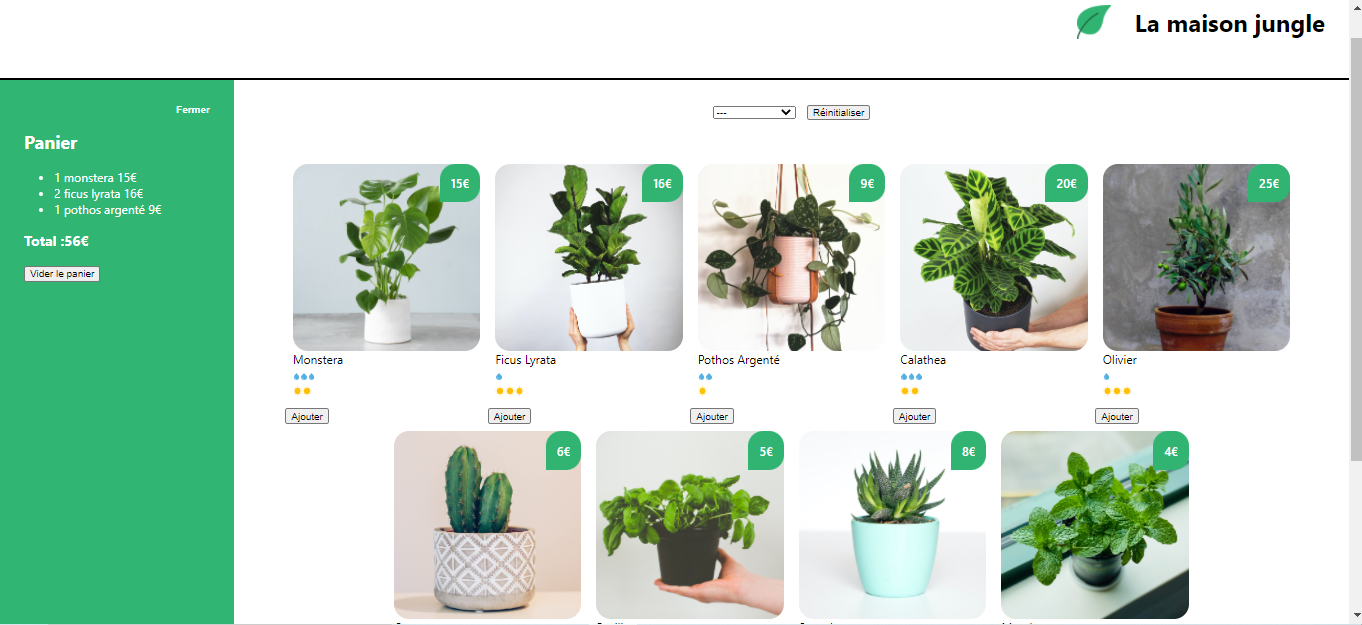 La maison jungle
Fermer
Panier
1 monstera 15€
2 ficus lyrata 16€
1 pothos argenté 9€
Total :56€
Vider le panier
---
Réinitialiser
15€
16€
9€
20€
25€
Monstera
Ficus Lyrata
Pothos Argenté
Calathea
Olivier
Ajouter
Ajouter
Ajouter
Ajouter
Ajouter
6€
5€
8€
4€